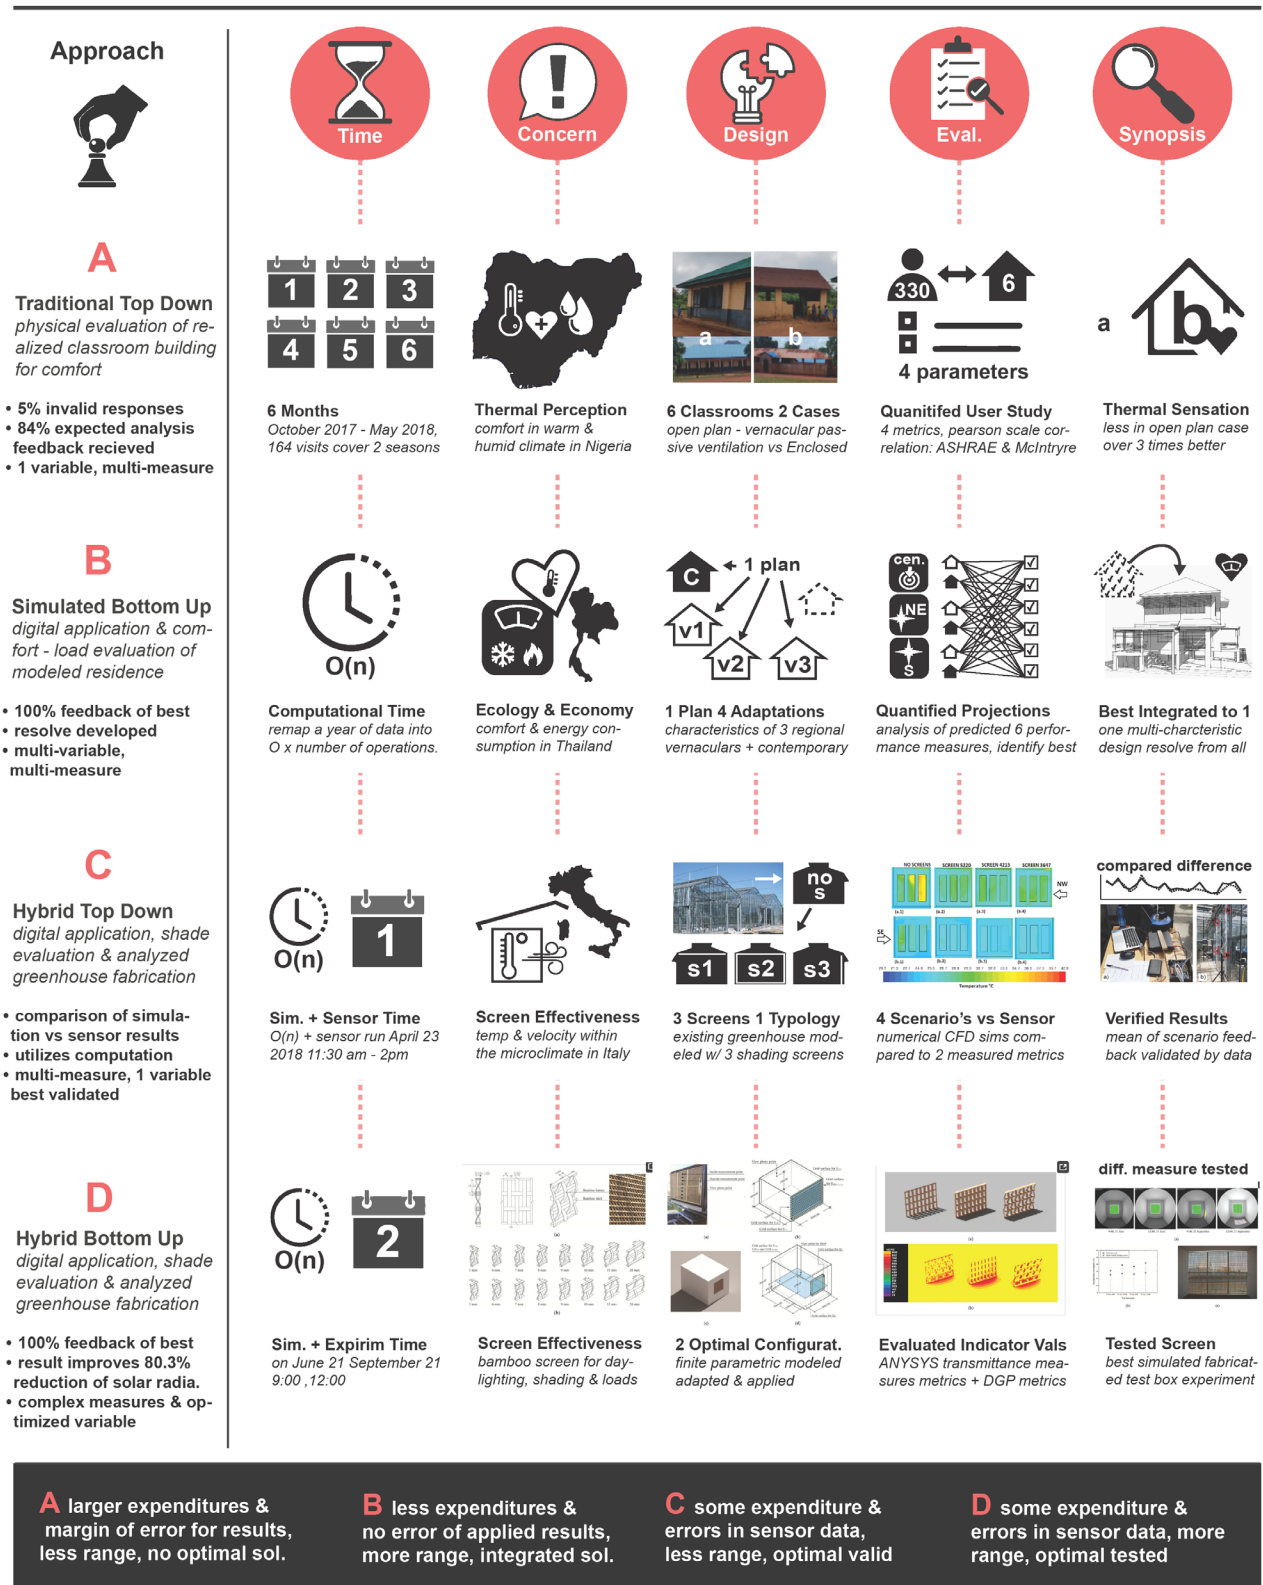 Approach
Time
Concern
Design
Eval.
Synopsis
A
Traditional Top Down
physical evaluation of re-
alized classroom building
for comfort
• 5% invalid responses
• 84% expected analysis
feedback recieved
• 1 variable, multi-measure
1 2 3
4 5 6
6 Months
October 2017 - May 2018,
164 visits cover 2 seasons
Thermal Perception
comfort in warm &
humid climate in Nigeria
a b
6 Classrooms 2 Cases
open plan - vernacular pas-
sive ventilation vs Enclosed
330 6
4 parameters
Quanitifed User Study
4 metrics, pearson scale cor-
relation: ASHRAE & McIntryre
a b
Thermal Sensation
less in open plan case
over 3 times better
B
Simulated Bottom Up
digital application & com-
fort - load evaluation of
modeled residence
• 100% feedback of best
• resolve developed
• multi-variable,
multi-measure
O(n)
Computational Time
remap a year of data into
O x number of operations.
Ecology & Economy
comfort & energy con-
sumption in Thailand
C 1 plan
v1
v2 v3
1 Plan 4 Adaptations
characteristics of 3 regional
vernaculars + contemporary
cen.
NE
S
Quantified Projections
analysis of predicted 6 perfor-
mance measures, identify best
Best Integrated to 1
one multi-charcteristic
design resolve from all
C
Hybrid Top Down
digital application, shade
evaluation & analyzed
greenhouse fabrication
• comparison of simula-
tion vs sensor results
• utilizes computation
• multi-measure, 1 variable
best validated
O(n)
1
Sim. + Sensor Time
O(n) + sensor run April 23
2018 11:30 am - 2pm
Screen Effectiveness
temp & velocity within
the microclimate in Italy
no
s
s1 s2 s3
3 Screens 1 Typology
existing greenhouse mod-
eled w/ 3 shading screens
NO SCREENS SCREEN 5220 SCREEN 4215 SCREEN 3647
NW
(a.1) (a.2) (a.3) (a.4)
SE
(b.1) (b.2) (b.3) (b.4)
Temperature °C
4 Scenario's vs Sensor
numerical CFD sims com-
pared to 2 measured metrics
compared difference
a) b)
Verified Results
mean of scenario feed-
back validated by data
D
Hybrid Bottom Up
digital application, shade
evaluation & analyzed
greenhouse fabrication
• 100% feedback of best
• result improves 80.3%
reduction of solar radia.
• complex measures & op-
timized variable
O(n)
2
Sim. + Expirim Time
on June 21 September 21
9:00 ,12:00
(a)
(b)
Screen Effectiveness
bamboo screen for day-
lighting, shading & loads
(a) (b)
(c) (d)
2 Optimal Configurat.
finite parametric modeled
adapted & applied
(a)
(b)
Evaluated Indicator Vals
ANYSYS transmittance mea-
sures metrics + DGP metrics
diff. measure tested
Tested Screen
best simulated fabricat-
ed test box experiment
A larger expenditures &
margin of error for results,
less range, no optimal sol.
B less expenditures &
no error of applied results,
more range, integrated sol.
C some expenditure &
errors in sensor data,
less range, optimal valid
D some expenditure &
errors in sensor data, more
range, optimal tested